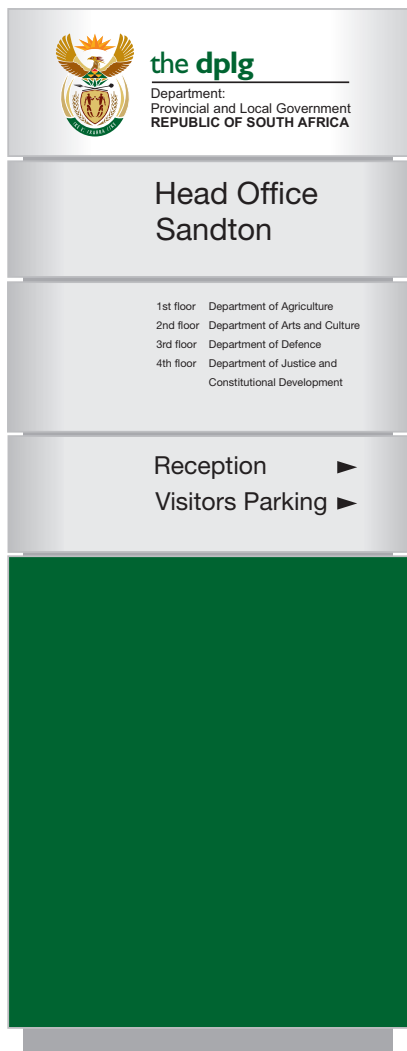 the dplg
Department:
Provincial and Local Government
REPUBLIC OF SOUTH AFRICA
Head Office
Sandton
1st floor Department of Agriculture
2nd floor Department of Arts and Culture
3rd floor Department of Defence
4th floor Department of Justice and
Constitutional Development
Reception
Visitors Parking